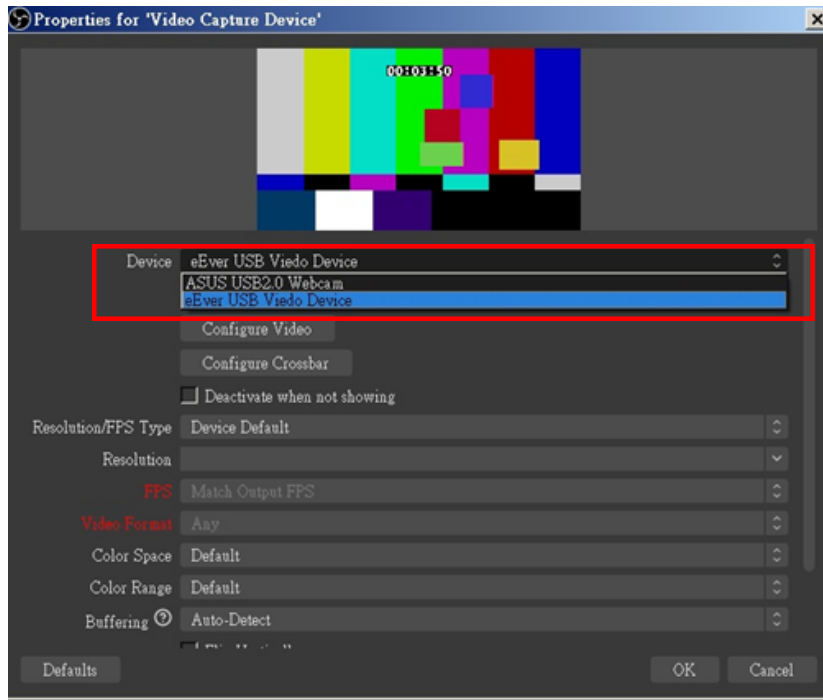 Properties for 'Video Capture Device'
00:03:50
Device eEver USB Viedo Device
ASUS USB2.0 Webcam
eEver USB Viedo Device
Configure Video
Configure Crossbar
Deactivate when not showing
Resolution/FPS Type Device Default
Resolution
FPS Match Output FPS
Video Format Any
Color Space Default
Color Range Default
Buffering ? Auto-Detect
Defaults OK Cancel